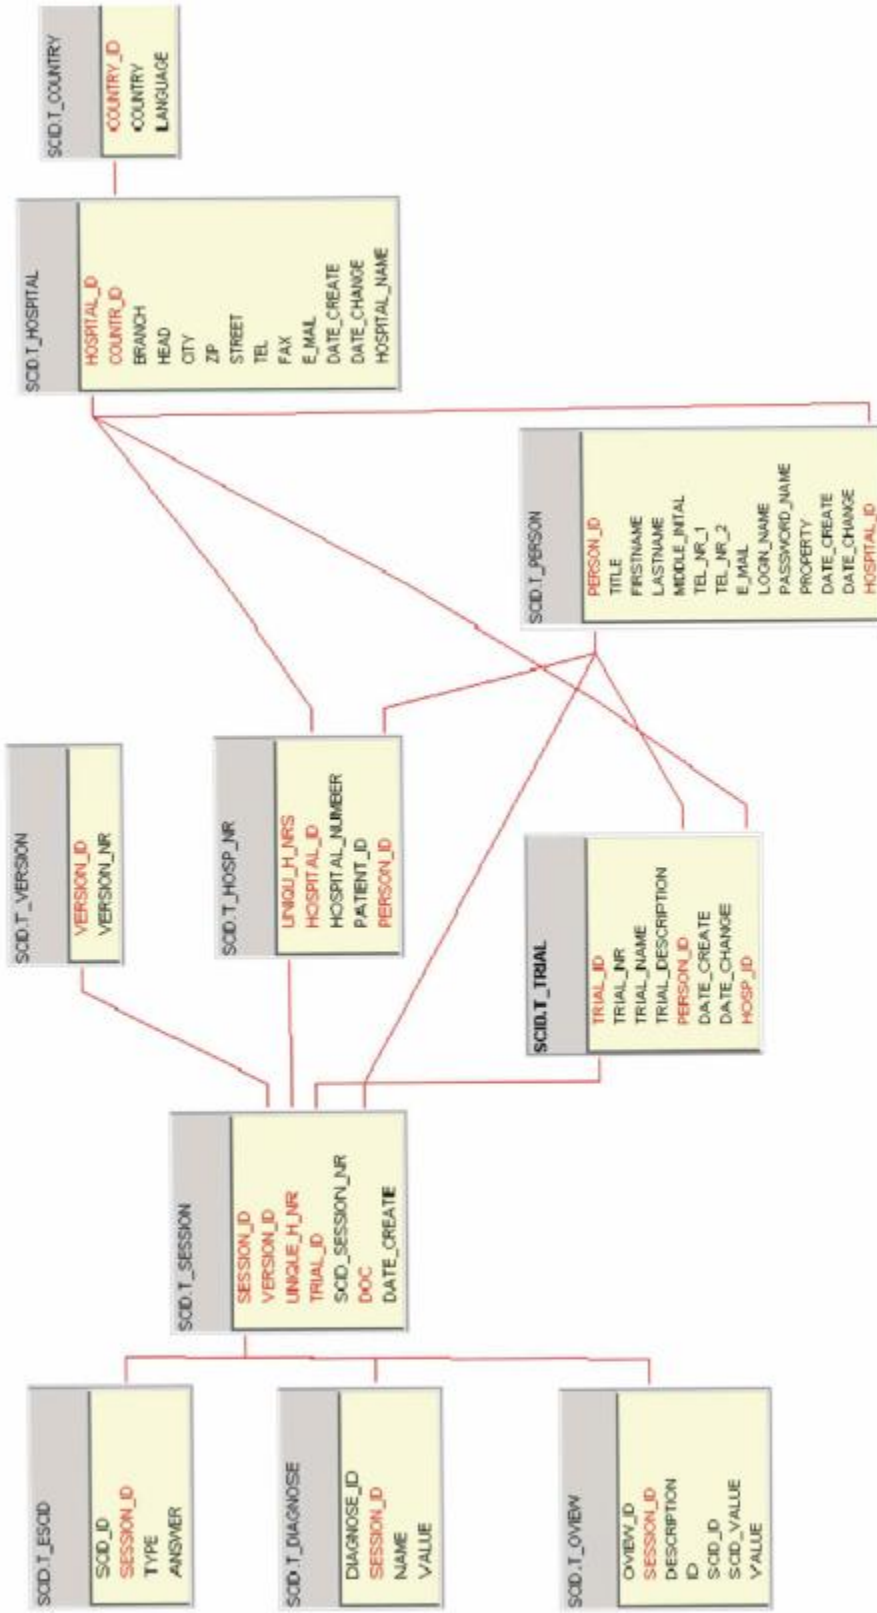 SCID.T_ESCID
SCID_ID
SESSION_ID
TYPE
ANSWER
SCID.T_DIAGNOSE
DIAGNOSE_ID
SESSION_ID
NAME
VALUE
SCID.T_OVIEW
OVIEW_ID
SESSION_ID
DESCRIPTION
ID
SCID_ID
SCID_VALUE
VALUE
SCID.T_SESSION
SESSION_ID
VERSION_ID
UNIQUE_H_NR
TRIAL_ID
SCID_SESSION_NR
DOC
DATE_CREATE
SCID.T_VERSION
VERSION_ID
VERSION_NR
SCID.T_HOSP_NR
UNIQU_H_NRS
HOSPITAL_ID
HOSPITAL_NUMBER
PATIENT_ID
PERSON_ID
SCID.T_TRIAL
TRIAL_ID
TRIAL_NR
TRIAL_NAME
TRIAL_DESCRIPTION
PERSON_ID
DATE_CREATE
DATE_CHANGE
HOSP_ID
SCID.T_HOSPITAL
HOSPITAL_ID
COUNTR_ID
BRANCH
HEAD
CITY
ZIP
STREET
TEL
FAX
E_MAIL
DATE_CREATE
DATE_CHANGE
HOSPITAL_NAME
SCID.T_PERSON
PERSON_ID
TITLE
FIRSTNAME
LASTNAME
MIDDLE_INITAL
TEL_NR_1
TEL_NR_2
E_MAIL
LOGIN_NAME
PASSWORD_NAME
PROPERTY
DATE_CREATE
DATE_CHANGE
HOSPITAL_ID
SCID.T_COUNTRY
COUNTRY_ID
COUNTRY
LANGUAGE